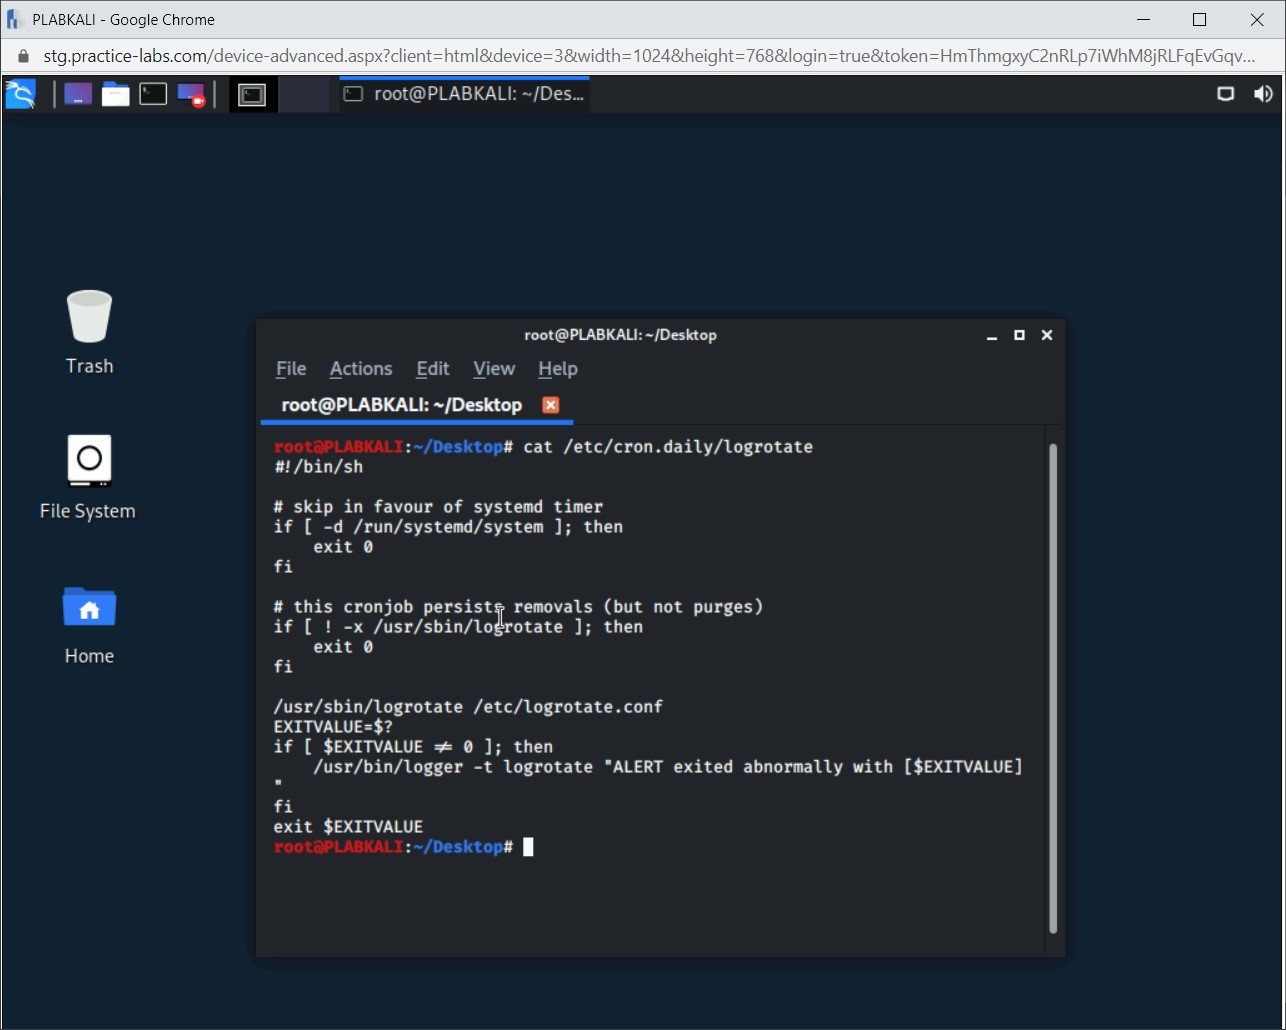 PLABKALI - Google Chrome
stg.practice-labs.com/device-advanced.aspx?client=html&device=3&width=1024&height=768&login=true&token=HmThmgxyC2nRLp7iWhM8jRLFqEvGqv...
root@PLABKALI: ~/Des...
Trash
File System
Home
root@PLABKALI: ~/Desktop
File Actions Edit View Help
root@PLABKALI: ~/Desktop
root@PLABKALI:~/Desktop# cat /etc/cron.daily/logrotate
#!/bin/sh
# skip in favour of systemd timer
if [ -d /run/systemd/system ]; then
    exit 0
fi
# this cronjob persists removals (but not purges)
if [ ! -x /usr/sbin/logrotate ]; then
    exit 0
fi
/usr/sbin/logrotate /etc/logrotate.conf
EXITVALUE=$?
if [ $EXITVALUE ≠ 0 ]; then
    /usr/bin/logger -t logrotate "ALERT exited abnormally with [$EXITVALUE]
"
fi
exit $EXITVALUE
root@PLABKALI:~/Desktop#